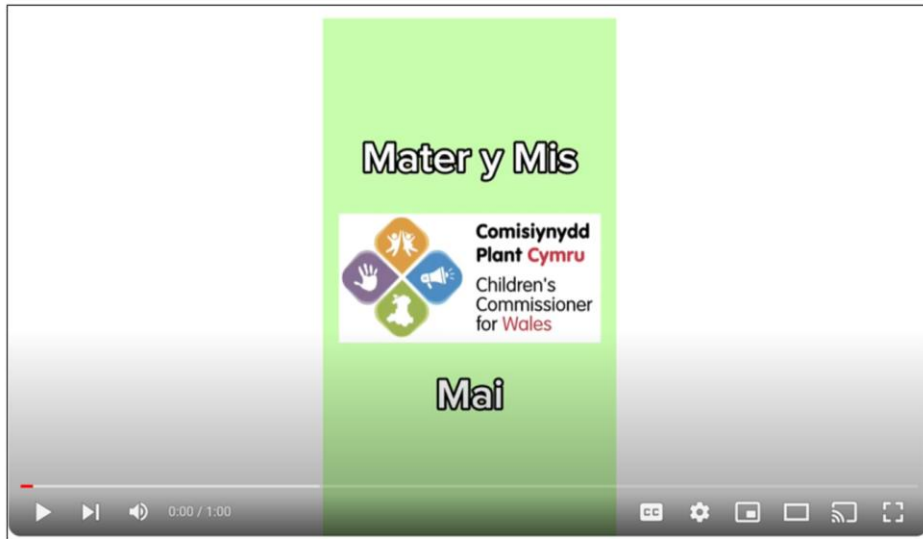 Mater y Mis
Comisiynydd
Plant Cymru
Children's
Commissioner
for Wales
Mai
0:00 / 1:00
CC